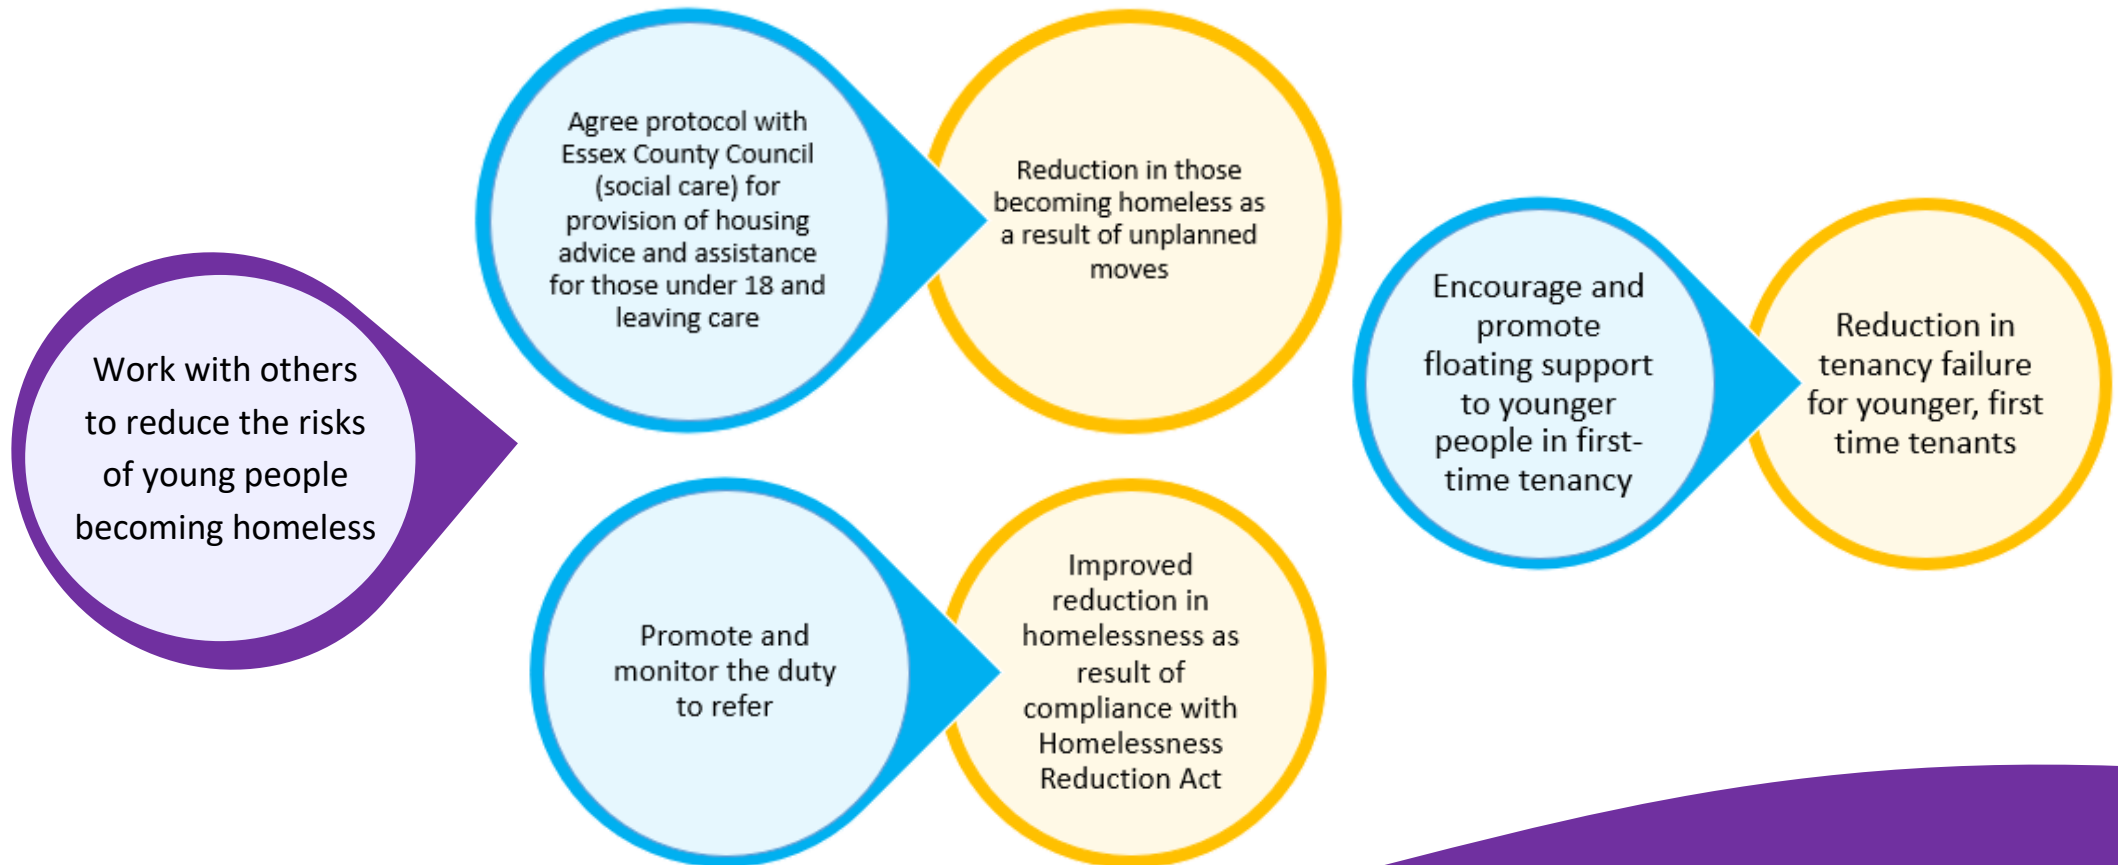 Work with others
to reduce the risks
of young people
becoming homeless
Agree protocol with
Essex County Council
(social care) for
provision of housing
advice and assistance
for those under 18 and
leaving care
Reduction in those
becoming homeless as
a result of unplanned
moves
Promote and
monitor the duty
to refer
Improved
reduction in
homelessness as
result of
compliance with
Homelessness
Reduction Act
Encourage and
promote
floating support
to younger
people in first-
time tenancy
Reduction in
tenancy failure
for younger, first
time tenants